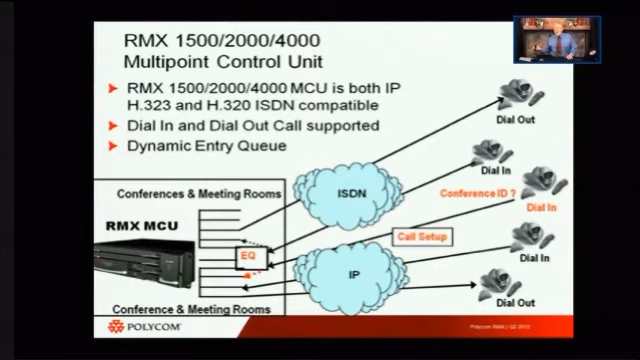 RMX 1500/2000/4000
Multipoint Control Unit
RMX 1500/2000/4000 MCU is both IP
H.323 and H.320 ISDN compatible
Dial In and Dial Out Call supported
Dynamic Entry Queue
Dial Out
Dial In
Conferences & Meeting Rooms
ISDN
Conference ID ?
Dial In
RMX MCU
Call Setup
EQ
Dial In
IP
Dial Out
Conference & Meeting Rooms
POLYCOM